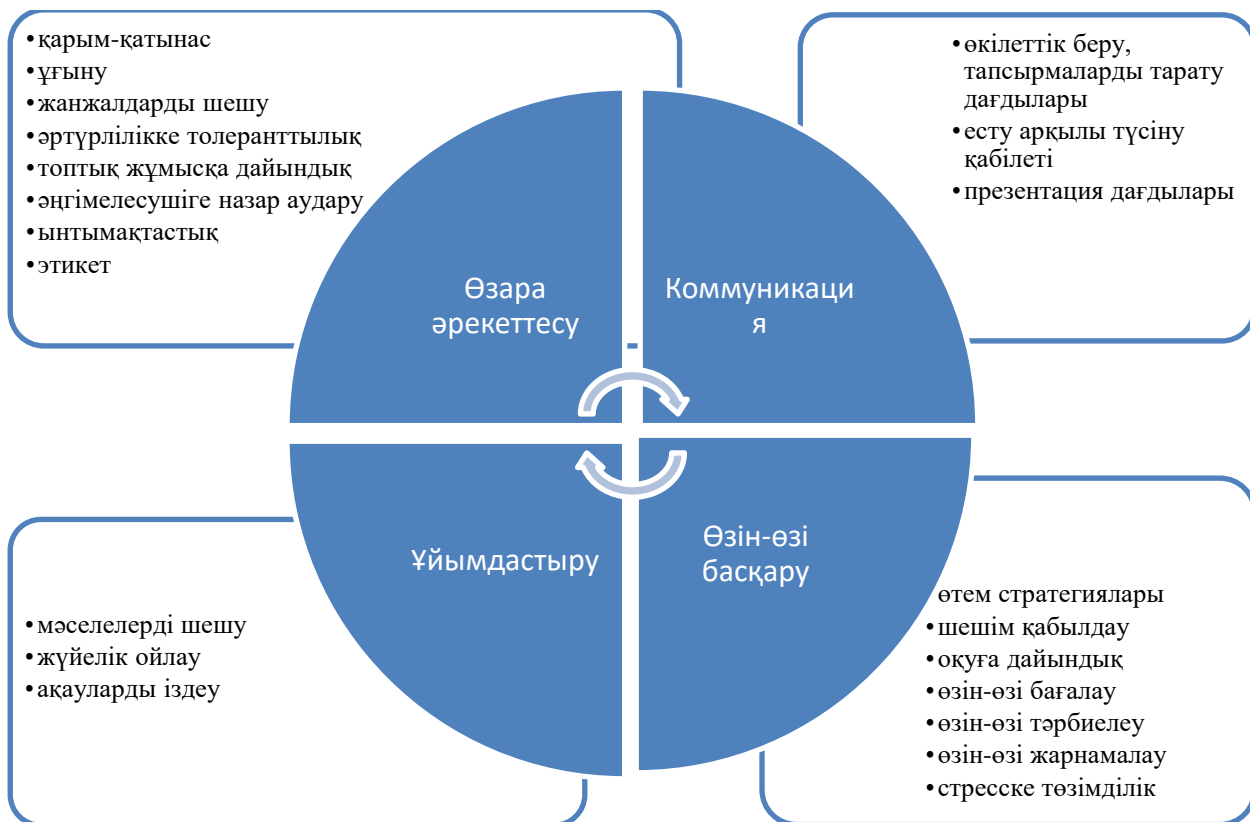 •қарым-қатынас
•ұғыну
•жанжалдарды шешу
•әртүрлілікке толеранттылық
•топтық жұмысқа дайындық
•әңгімелесушіге назар аудару
•ынтымақтастық
•этикет
•өкілеттік беру,
тапсырмаларды тарату
дағдылары
•есту арқылы түсіну
қабілеті
•презентация дағдылары
Өзара
әрекеттесу
Коммуникаци
я
Ұйымдастыру
Өзін-өзі
басқару
•мәселелерді шешу
•жүйелік ойлау
•ақауларды іздеу
өтем стратегиялары
•шешім қабылдау
•оқуға дайындық
•өзін-өзі бағалау
•өзін-өзі тәрбиелеу
•өзін-өзі жарнамалау
•стресске төзімділік